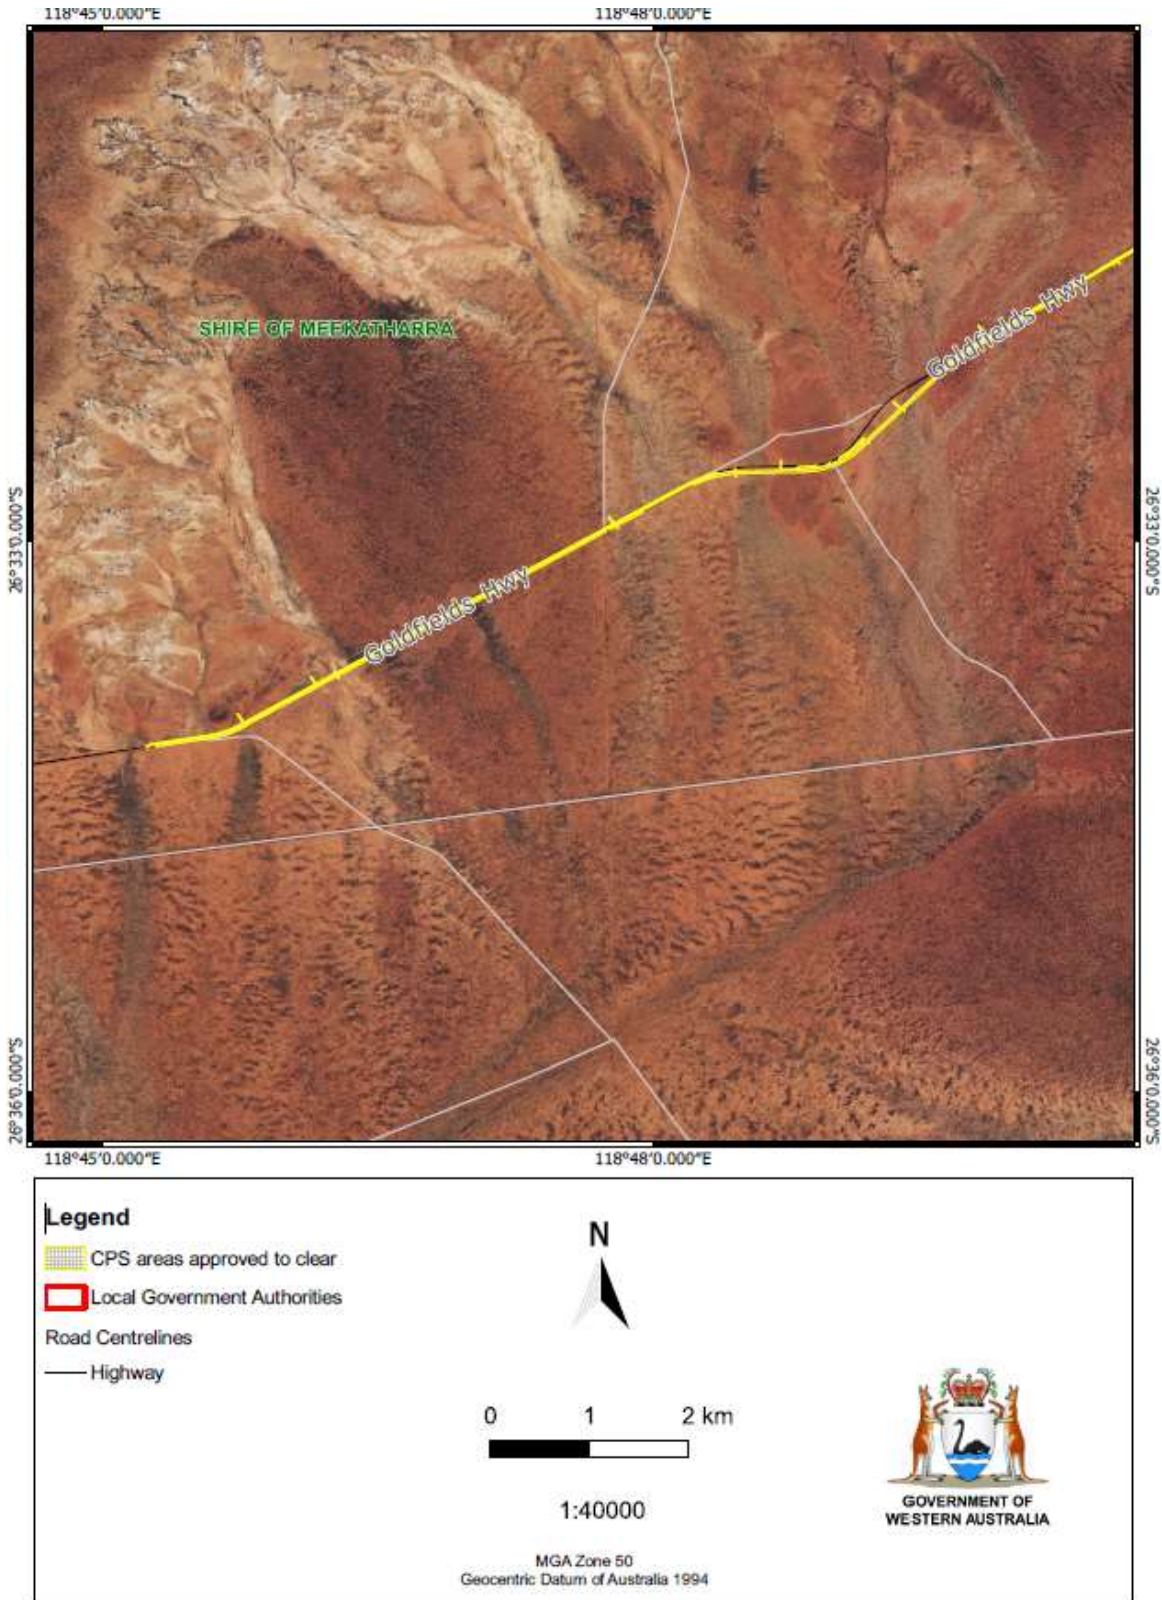 118°45'0.000"E
118°48'0.000"E
SHIRE OF MEEKATHARRA
Goldfields Hwy
Goldfields Hwy
26°33'0.000"S
26°33'0.000"S
26°36'0.000"S
26°36'0.000"S
118°45'0.000"E
118°48'0.000"E
Legend
CPS areas approved to clear
Local Government Authorities
Road Centrelines
Highway
N
0 1 2 km
1:40000
MGA Zone 50
Geocentric Datum of Australia 1994
GOVERNMENT OF
WESTERN AUSTRALIA